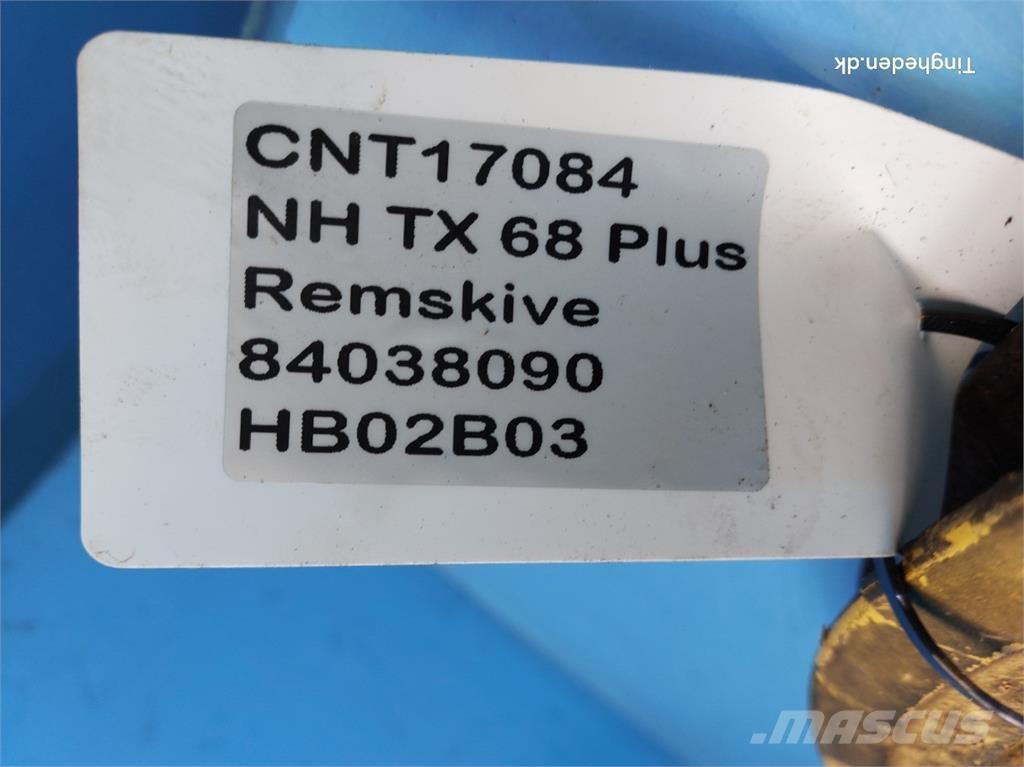 Tingheden.dk
CNT17084
NH TX 68 Plus
Remskive
84038090
HB02B03
MASCUS